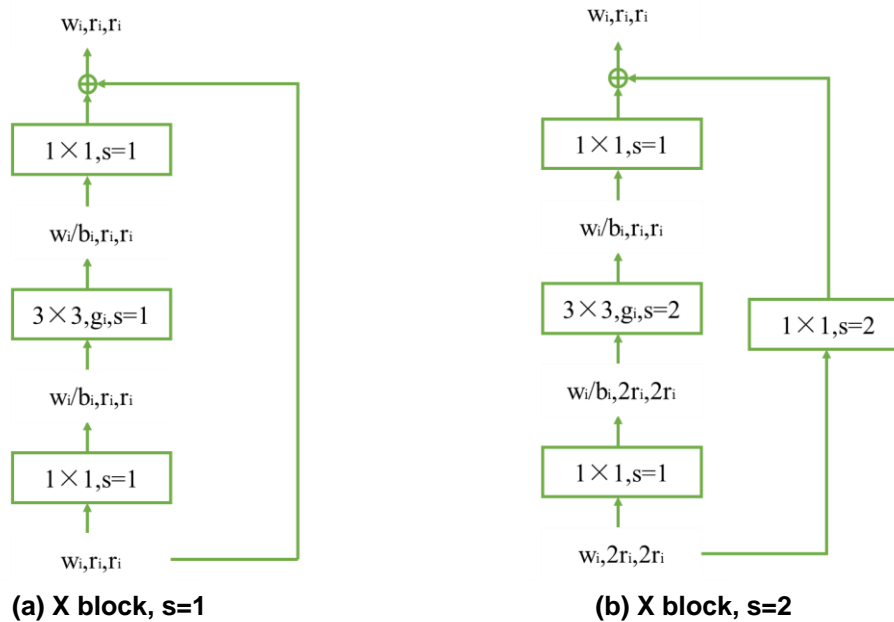 wᵢ,rᵢ,rᵢ
1×1,s=1
wᵢ/bᵢ,rᵢ,rᵢ
3×3,gᵢ,s=1
wᵢ/bᵢ,rᵢ,rᵢ
1×1,s=1
wᵢ,rᵢ,rᵢ
(a) X block, s=1
wᵢ,rᵢ,rᵢ
1×1,s=1
wᵢ/bᵢ,rᵢ,rᵢ
3×3,gᵢ,s=2
1×1,s=2
wᵢ/bᵢ,2rᵢ,2rᵢ
1×1,s=1
wᵢ,2rᵢ,2rᵢ
(b) X block, s=2